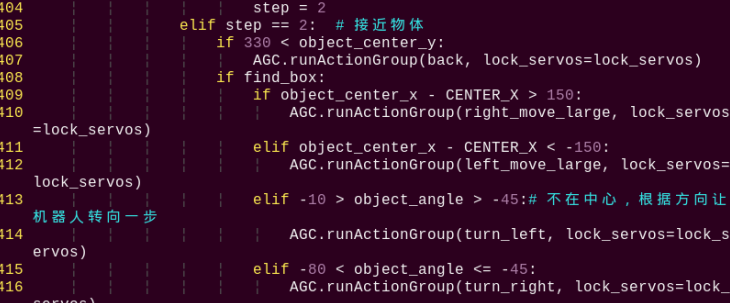 404 step = 2
405 elif step == 2: # 接近物体
406 if 330 < object_center_y:
407 AGC.runActionGroup(back, lock_servos=lock_servos)
408 if find_box:
409 if object_center_x - CENTER_X > 150:
410 AGC.runActionGroup(right_move_large, lock_servos
=lock_servos)
411 elif object_center_x - CENTER_X < -150:
412 AGC.runActionGroup(left_move_large, lock_servos=
lock_servos)
413 elif -10 > object_angle > -45:# 不在中心，根据方向让
机器人转向一步
414 AGC.runActionGroup(turn_left, lock_servos=lock_s
ervos)
415 elif -80 < object_angle <= -45:
416 AGC.runActionGroup(turn_right, lock_servos=lock_
servos)